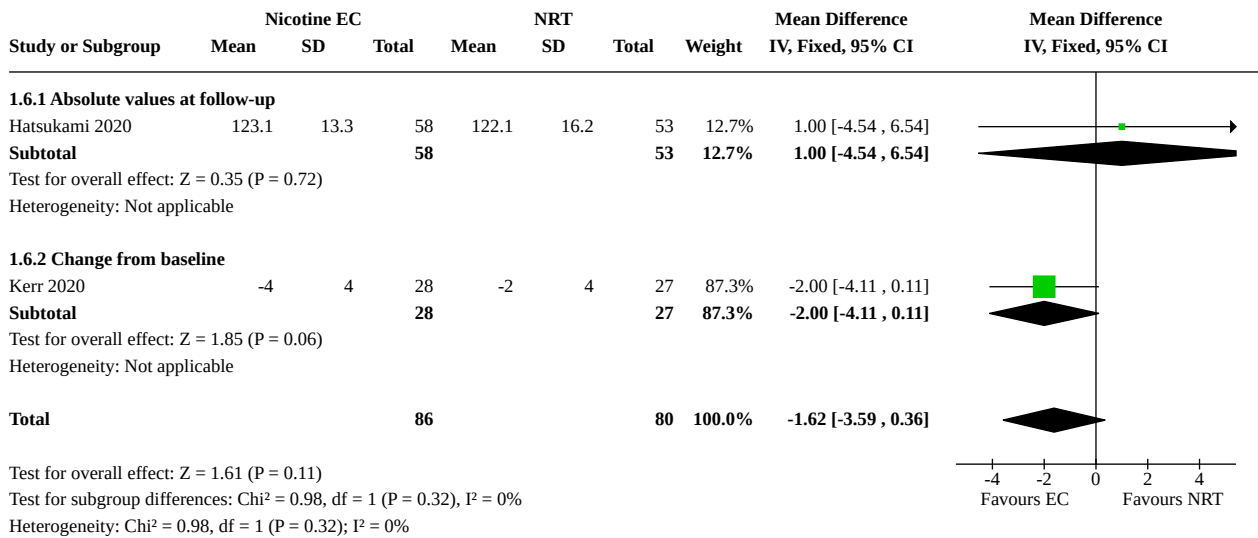 Nicotine EC NRT Mean Difference Mean Difference
Study or Subgroup Mean SD Total Mean SD Total Weight IV, Fixed, 95% CI IV, Fixed, 95% CI
1.6.1 Absolute values at follow-up
Hatsukami 2020 123.1 13.3 58 122.1 16.2 53 12.7% 1.00 [-4.54 , 6.54]
Subtotal 58 53 12.7% 1.00 [-4.54 , 6.54]
Test for overall effect: Z = 0.35 (P = 0.72)
Heterogeneity: Not applicable
1.6.2 Change from baseline
Kerr 2020 -4 4 28 -2 4 27 87.3% -2.00 [-4.11 , 0.11]
Subtotal 28 27 87.3% -2.00 [-4.11 , 0.11]
Test for overall effect: Z = 1.85 (P = 0.06)
Heterogeneity: Not applicable
Total 86 80 100.0% -1.62 [-3.59 , 0.36]
Test for overall effect: Z = 1.61 (P = 0.11)
Test for subgroup differences: Chi² = 0.98, df = 1 (P = 0.32), I² = 0%
Heterogeneity: Chi² = 0.98, df = 1 (P = 0.32); I² = 0%
-4 -2 0 2 4
Favours EC Favours NRT